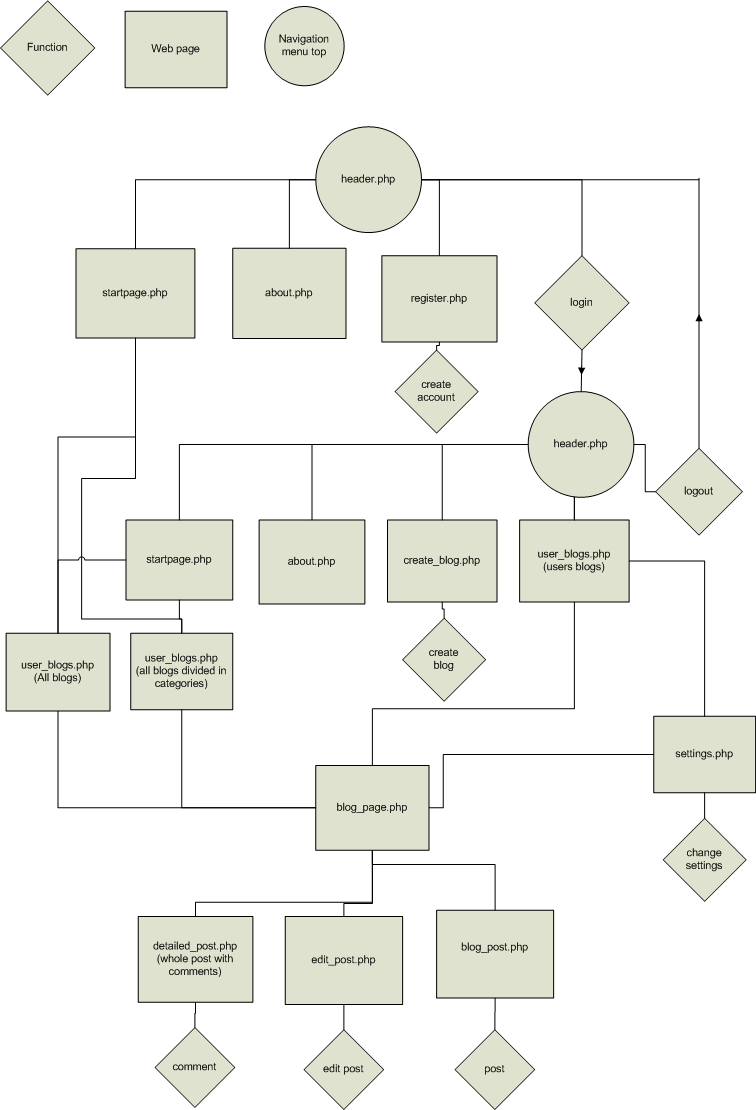 Function
Web page
Navigation
menu top
header.php
startpage.php
about.php
register.php
login
create
account
header.php
logout
startpage.php
about.php
create_blog.php
user_blogs.php
(users blogs)
user_blogs.php
(All blogs)
user_blogs.php
(all blogs divided in
categories)
create
blog
settings.php
blog_page.php
change
settings
detailed_post.php
(whole post with
comments)
edit_post.php
blog_post.php
comment
edit post
post